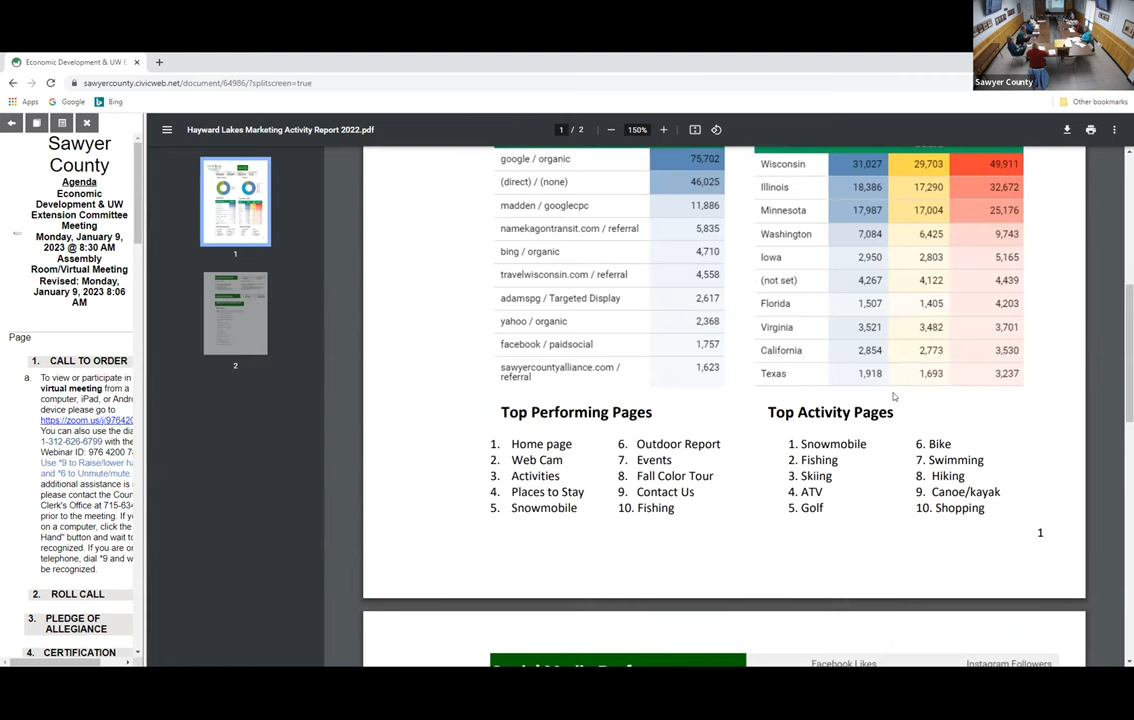 Sawyer County
Economic Development & UW E
sawyercounty.civicweb.net/document/64986/?splitscreen=true
Apps
Google
Bing
Other bookmarks
Hayward Lakes Marketing Activity Report 2022.pdf
1 / 2
150%
Sawyer
County
Agenda
Economic
Development & UW
Extension Committee
Meeting
Monday, January 9,
2023 @ 8:30 AM
Assembly
Room/Virtual Meeting
Revised: Monday,
January 9, 2023 8:06
AM
Page
1. CALL TO ORDER
a. To view or participate in
virtual meeting from a
computer, iPad, or Andr
device please go to
https://zoom.us/j/97642
You can also use the dia
1-312-626-6799 with the
Webinar ID: 976 4200 7
Use *9 to Raise/lower h
and *6 to Unmute/mute.
additional assistance is
please contact the Coun
Clerk's Office at 715-634
prior to the meeting. If yo
on a computer, click the
Hand" button and wait to
recognized. If you are or
telephone, dial *9 and w
be recognized.
2. ROLL CALL
3. PLEDGE OF
ALLEGIANCE
4. CERTIFICATION
1
2
google / organic 75,702
(direct) / (none) 46,025
madden / googlecpc 11,886
namekagontransit.com / referral 5,835
bing / organic 4,710
travelwisconsin.com / referral 4,558
adamspg / Targeted Display 2,617
yahoo / organic 2,368
facebook / paidsocial 1,757
sawyercountyalliance.com / 1,623
referral
Wisconsin 31,027 29,703 49,911
Illinois 18,386 17,290 32,672
Minnesota 17,987 17,004 25,176
Washington 7,084 6,425 9,743
Iowa 2,950 2,803 5,165
(not set) 4,267 4,122 4,439
Florida 1,507 1,405 4,203
Virginia 3,521 3,482 3,701
California 2,854 2,773 3,530
Texas 1,918 1,693 3,237
Top Performing Pages
1. Home page 6. Outdoor Report
2. Web Cam 7. Events
3. Activities 8. Fall Color Tour
4. Places to Stay 9. Contact Us
5. Snowmobile 10. Fishing
Top Activity Pages
1. Snowmobile 6. Bike
2. Fishing 7. Swimming
3. Skiing 8. Hiking
4. ATV 9. Canoe/kayak
5. Golf 10. Shopping
1
Facebook Likes Instagram Followers